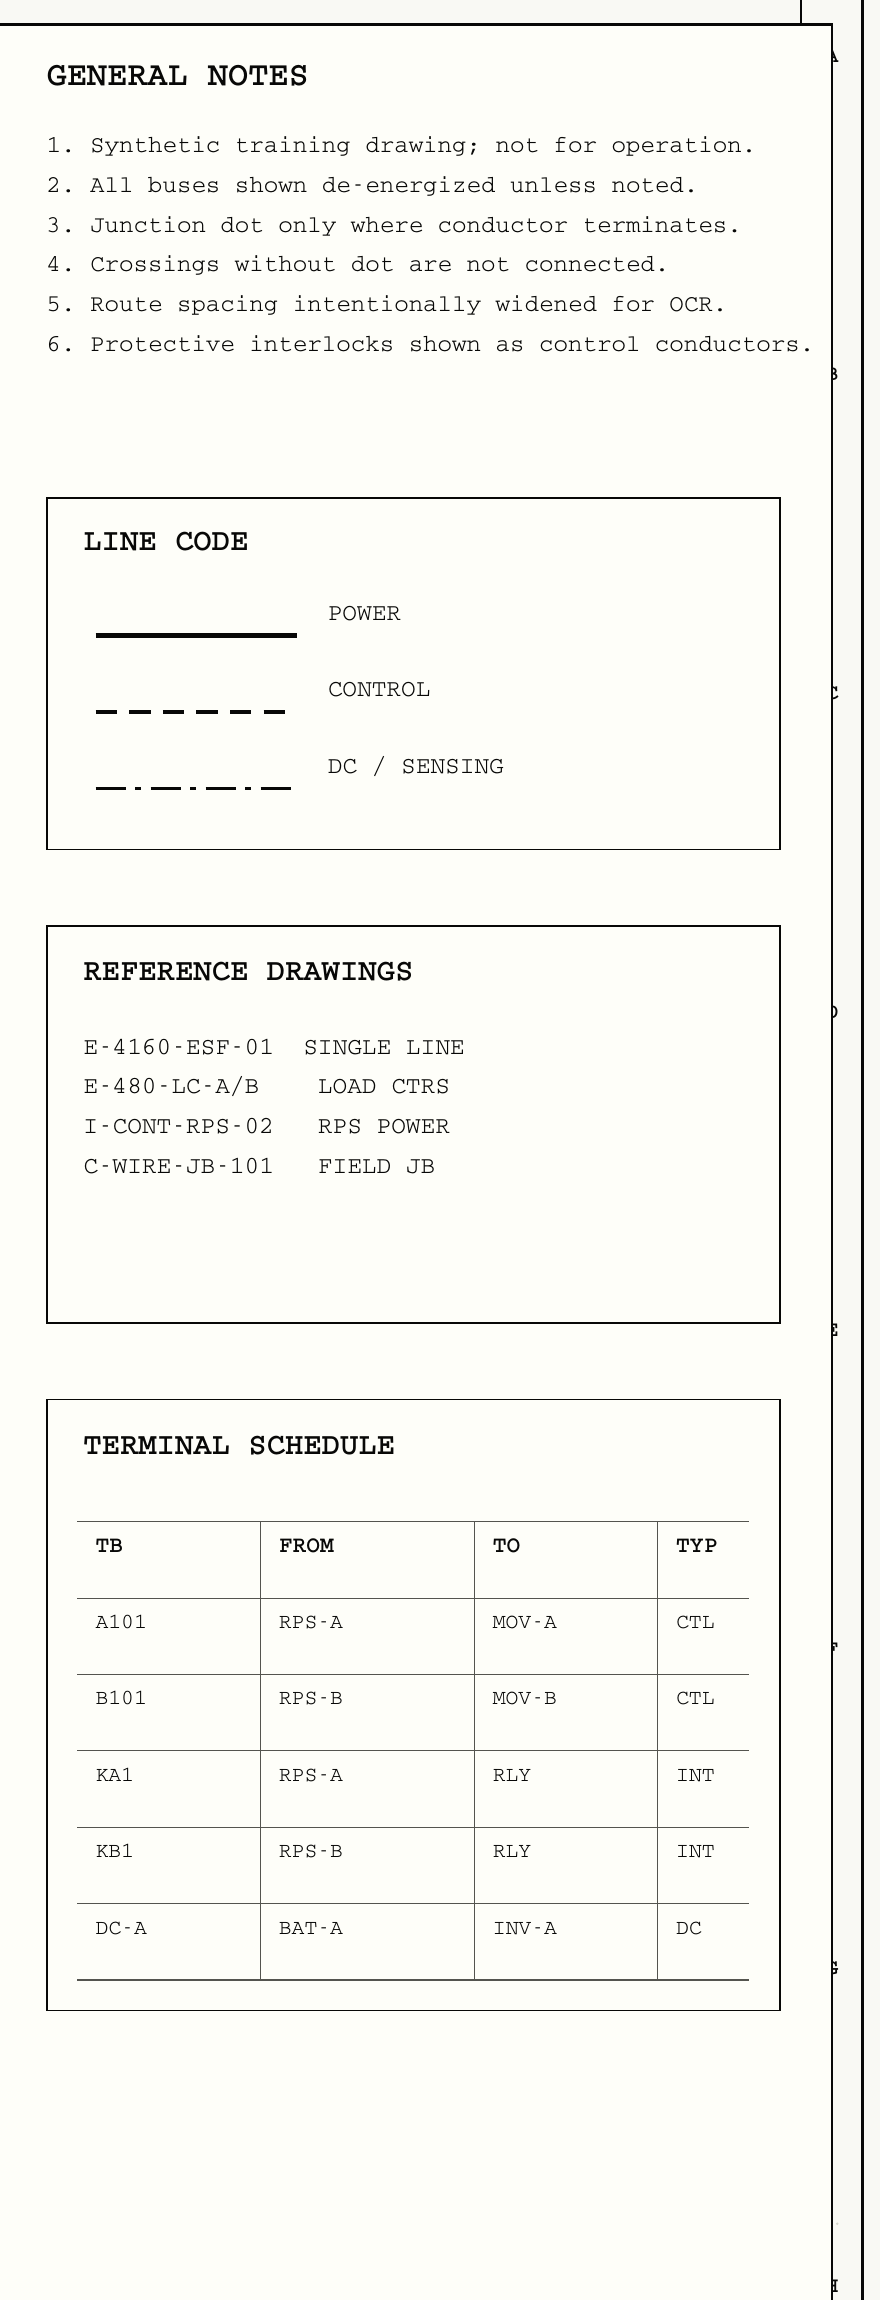 GENERAL NOTES
1. Synthetic training drawing; not for operation.
2. All buses shown de-energized unless noted.
3. Junction dot only where conductor terminates.
4. Crossings without dot are not connected.
5. Route spacing intentionally widened for OCR.
6. Protective interlocks shown as control conductors.
LINE CODE
POWER
CONTROL
DC / SENSING
REFERENCE DRAWINGS
E-4160-ESF-01 SINGLE LINE
E-480-LC-A/B LOAD CTRS
I-CONT-RPS-02 RPS POWER
C-WIRE-JB-101 FIELD JB
TERMINAL SCHEDULE
TB FROM TO TYP
A101 RPS-A MOV-A CTL
B101 RPS-B MOV-B CTL
KA1 RPS-A RLY INT
KB1 RPS-B RLY INT
DC-A BAT-A INV-A DC